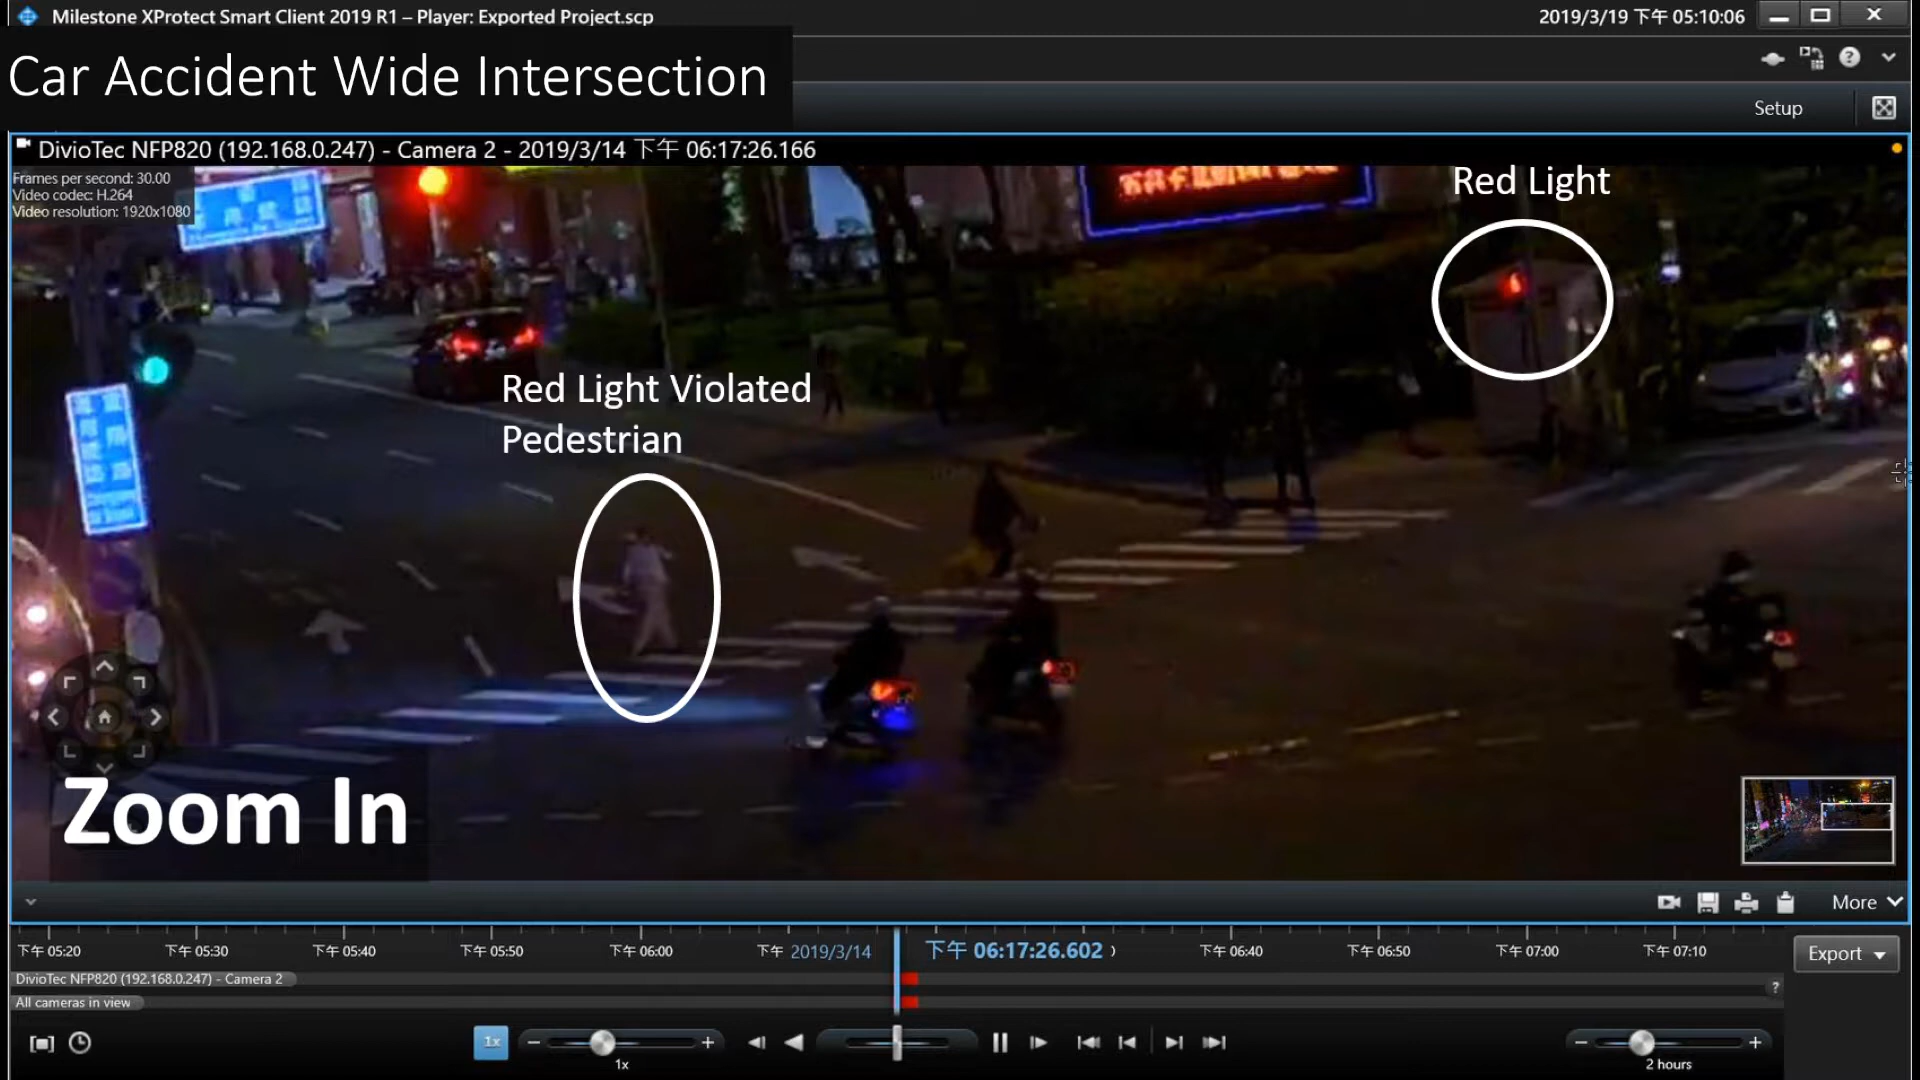 Milestone XProtect Smart Client 2019 R1 – Player: Exported Project.scp
2019/3/19 下午 05:10:06
Car Accident Wide Intersection
Setup
DivioTec NFP820 (192.168.0.247) - Camera 2 - 2019/3/14 下午 06:17:26.166
Frames per second: 30.00
Video codec: H.264
Video resolution: 1920x1080
Red Light
Red Light Violated
Pedestrian
Zoom In
More
下午 05:20 下午 05:30 下午 05:40 下午 05:50 下午 06:00 下午 2019/3/14 下午 06:17:26.602 下午 06:40 下午 06:50 下午 07:00 下午 07:10
Export
DivioTec NFP820 (192.168.0.247) - Camera 2
?
All cameras in view
1x
1x
2 hours